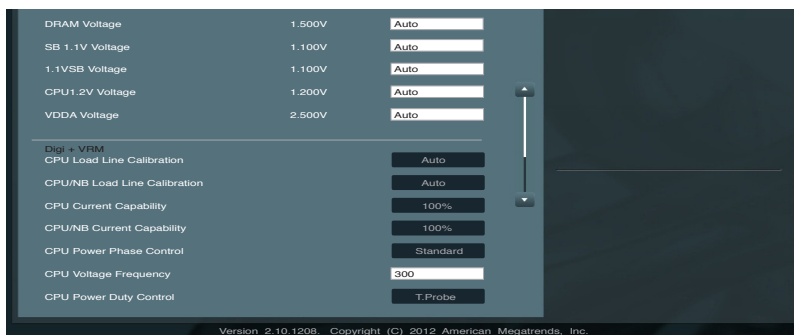 DRAM Voltage 1.500V Auto
SB 1.1V Voltage 1.100V Auto
1.1VSB Voltage 1.100V Auto
CPU1.2V Voltage 1.200V Auto
VDDA Voltage 2.500V Auto
Digi + VRM
CPU Load Line Calibration Auto
CPU/NB Load Line Calibration Auto
CPU Current Capability 100%
CPU/NB Current Capability 100%
CPU Power Phase Control Standard
CPU Voltage Frequency 300
CPU Power Duty Control T.Probe
Version 2.10.1208. Copyright (C) 2012 American Megatrends, Inc.